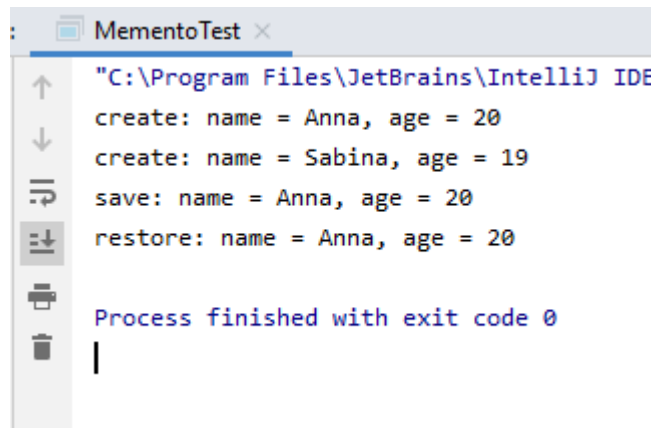 MementoTest
"C:\Program Files\JetBrains\IntelliJ IDE
create: name = Anna, age = 20
create: name = Sabina, age = 19
save: name = Anna, age = 20
restore: name = Anna, age = 20
Process finished with exit code 0